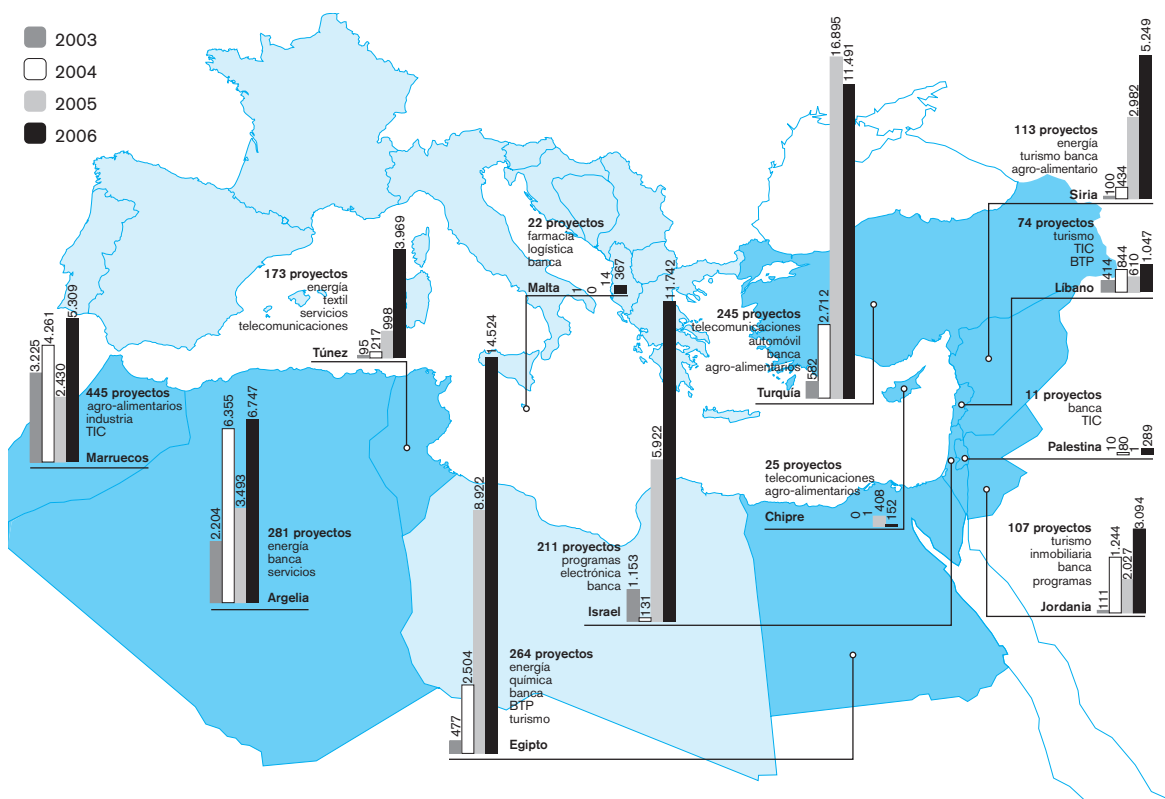 2003
2004
2005
2006
445 proyectos
agro-alimentarios
industria
TIC
Marruecos
3.225
4.261
2.430
5.309
281 proyectos
energía
banca
servicios
Argelia
2.204
6.355
3.493
6.747
173 proyectos
energía
textil
servicios
telecomunicaciones
Túnez
95
217
998
3.969
22 proyectos
farmacia
logística
banca
Malta
1
0
14
367
264 proyectos
energía
química
banca
BTP
turismo
Egipto
477
2.504
8.922
14.524
211 proyectos
programas
electrónica
banca
Israel
1.153
131
5.922
11.742
245 proyectos
telecomunicaciones
automóvil
banca
agro-alimentarios
Turquía
582
2.712
16.895
11.491
25 proyectos
telecomunicaciones
agro-alimentarios
Chipre
0
1
408
152
113 proyectos
energía
turismo banca
agro-alimentario
Siria
100
434
2.982
5.249
74 proyectos
turismo
TIC
BTP
Líbano
414
844
610
1.047
11 proyectos
banca
TIC
Palestina
10
80
1
289
107 proyectos
turismo
inmobiliaria
banca
programas
Jordania
111
1.244
2.027
3.094